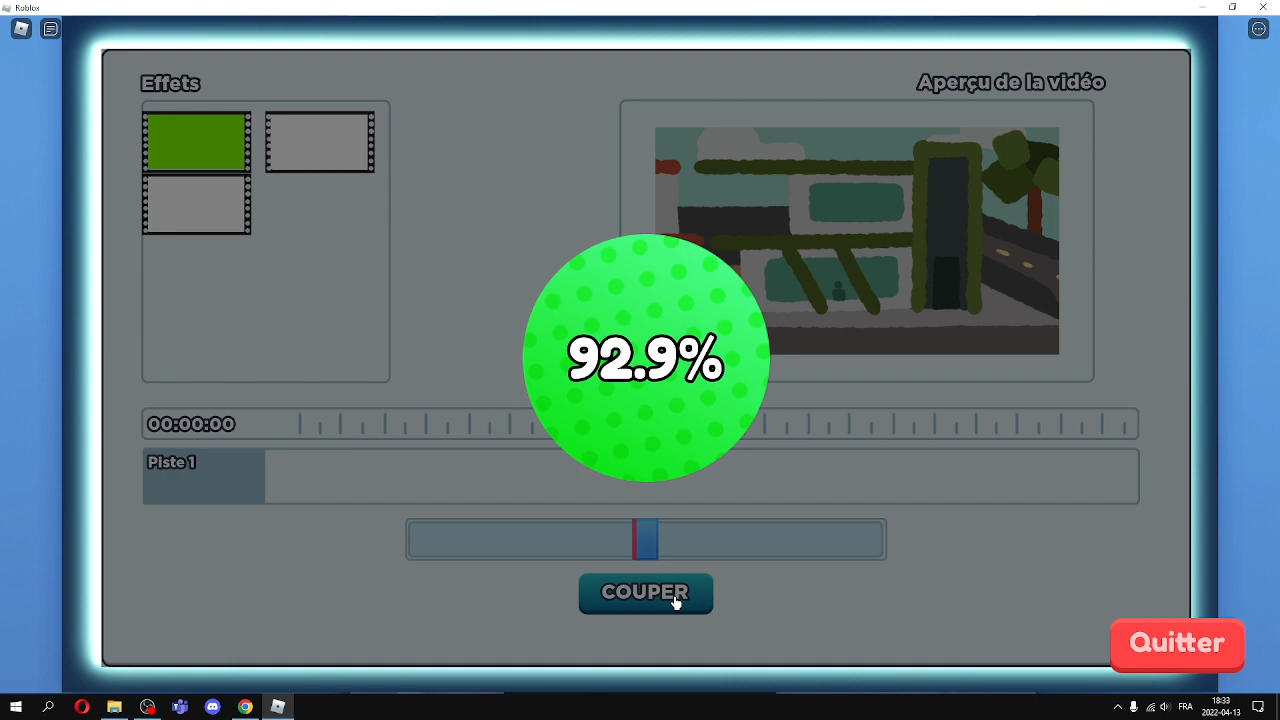 Roblox
Effets
Aperçu de la vidéo
92.9%
00:00:00
Piste 1
COUPER
Quitter
FRA
18:33
2022-04-13